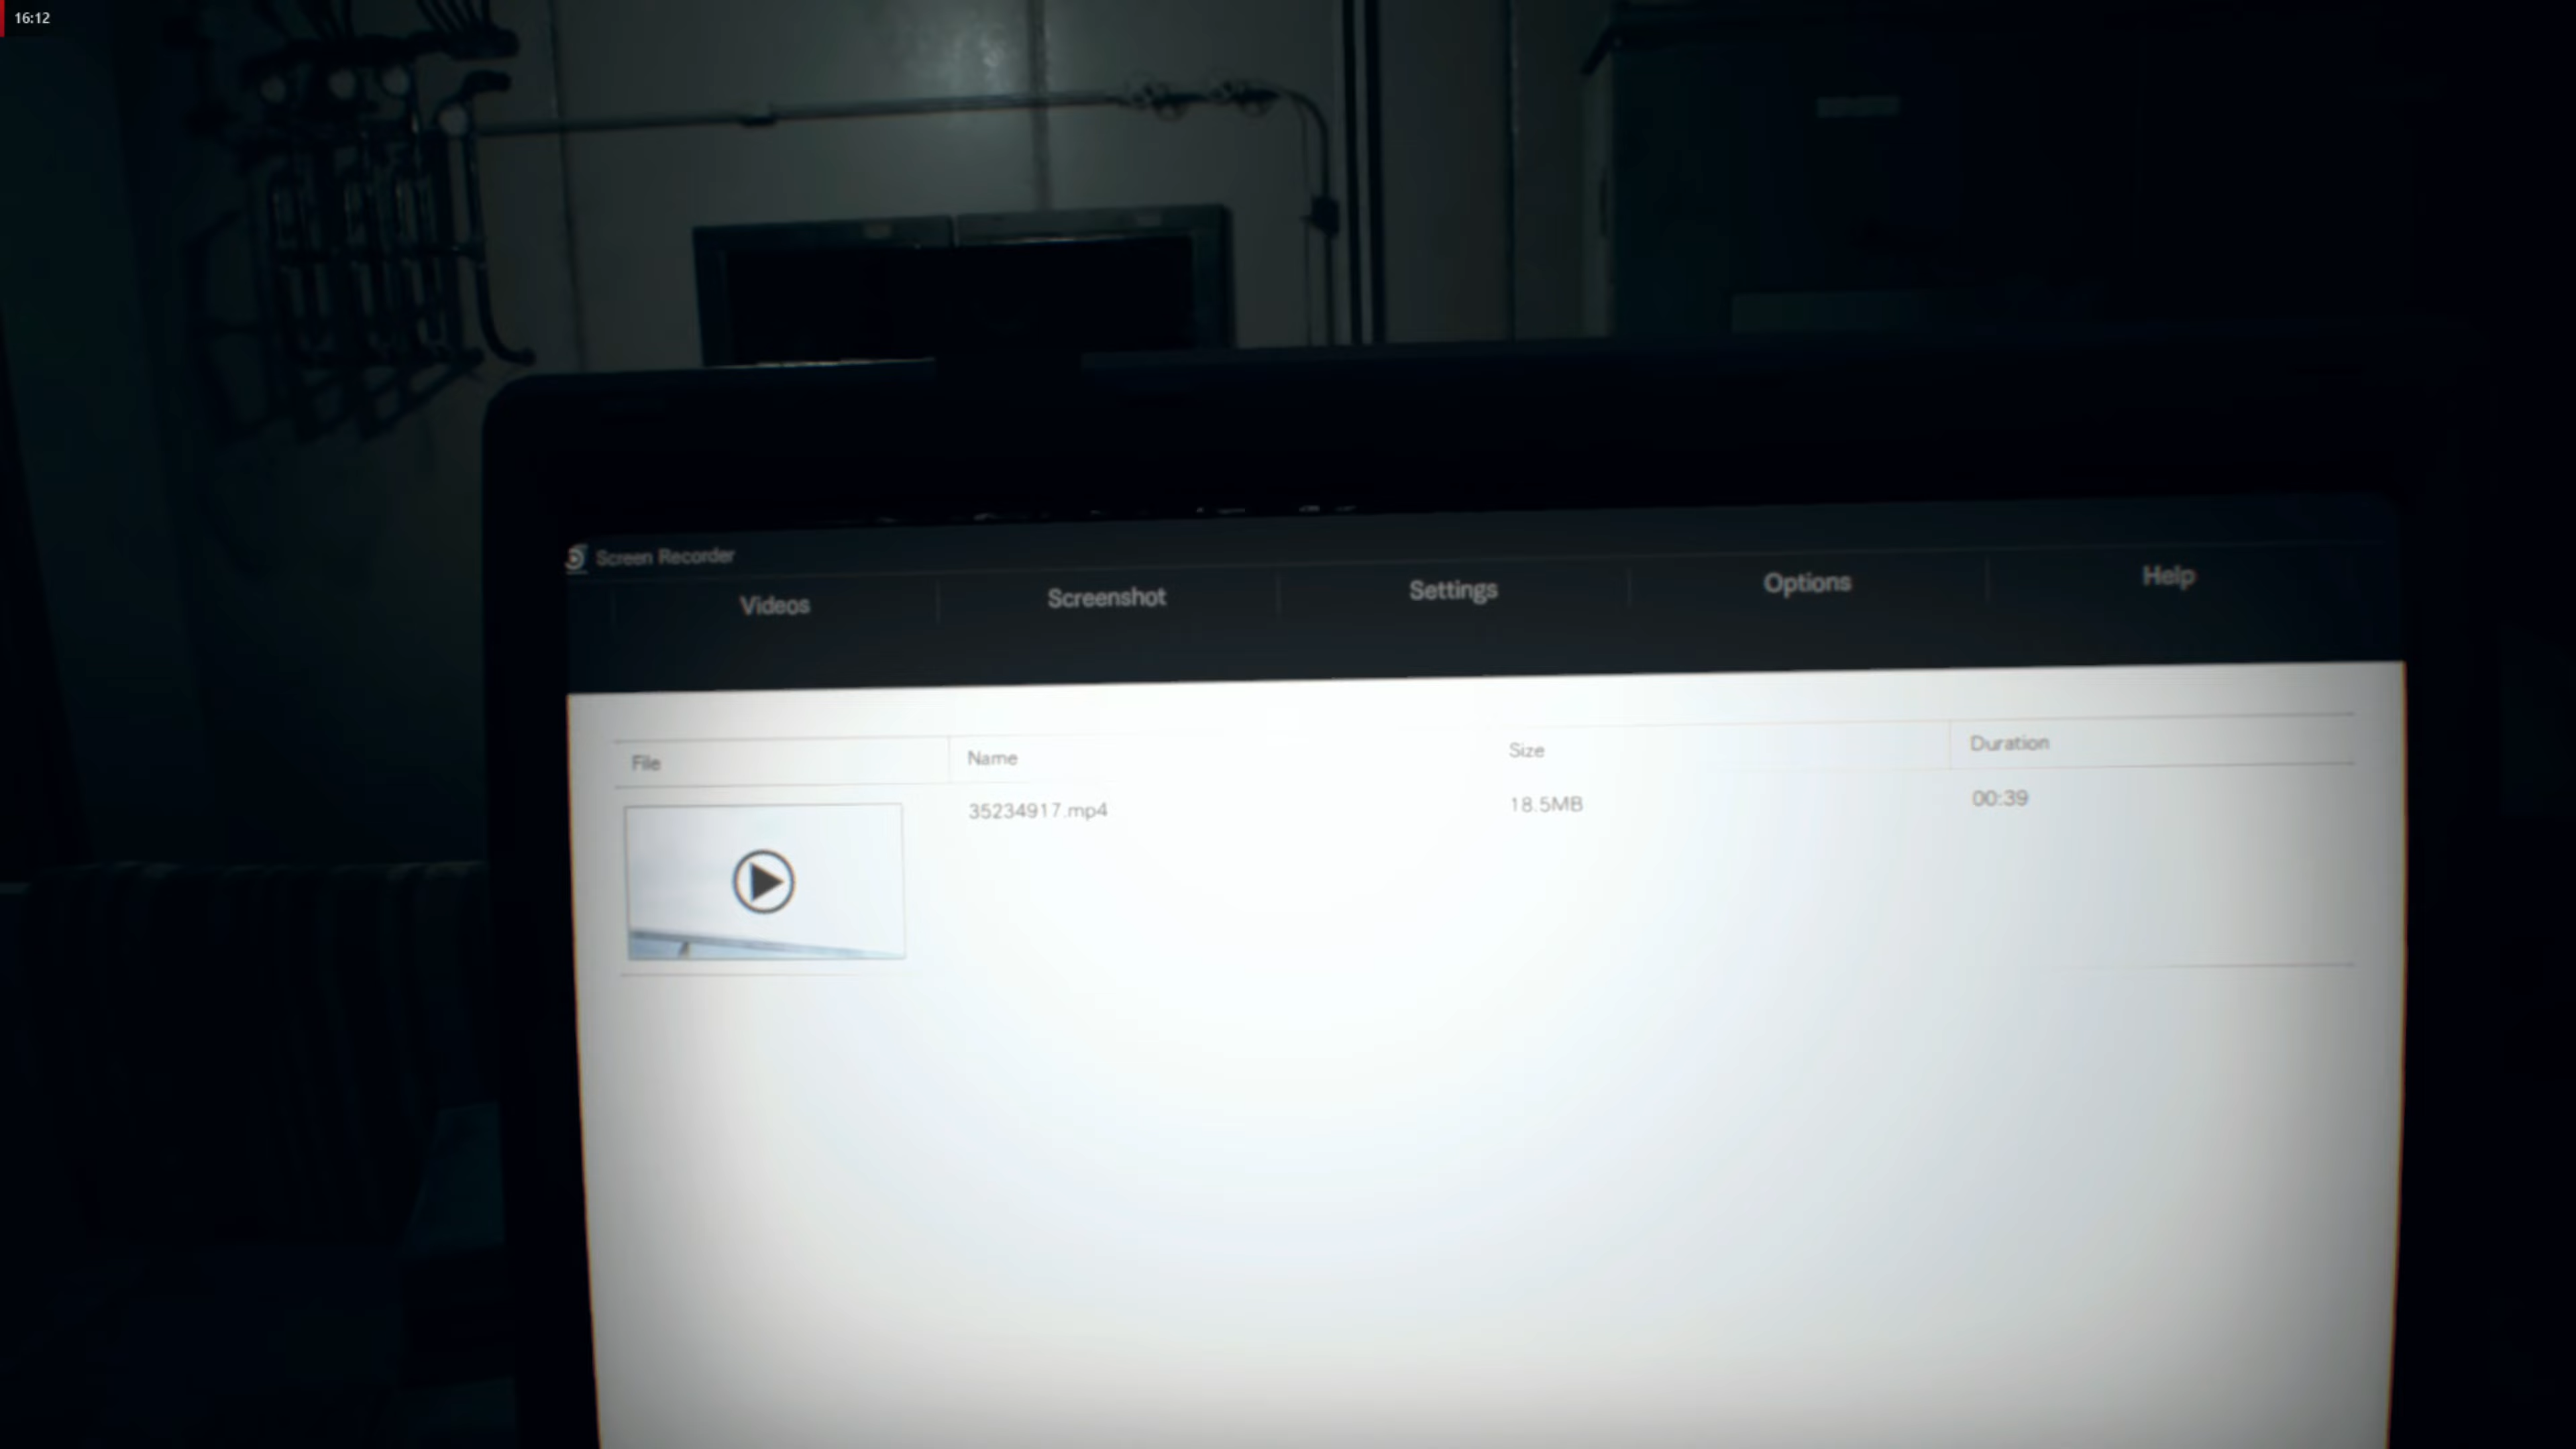 16:12
Screen Recorder
Videos Screenshot Settings Options Help
File Name Size Duration
35234917.mp4 18.5MB 00:39